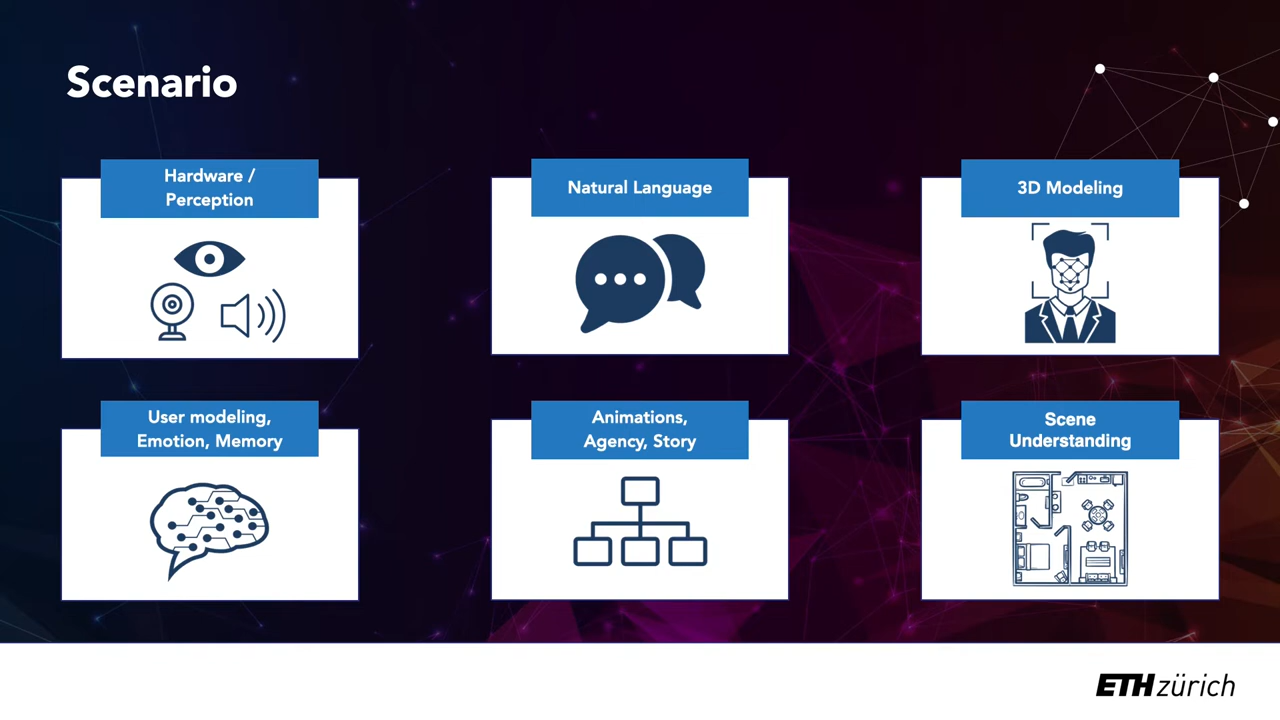 Scenario
Hardware /
Perception
Natural Language
3D Modeling
User modeling,
Emotion, Memory
Animations,
Agency, Story
Scene
Understanding
ETH zürich